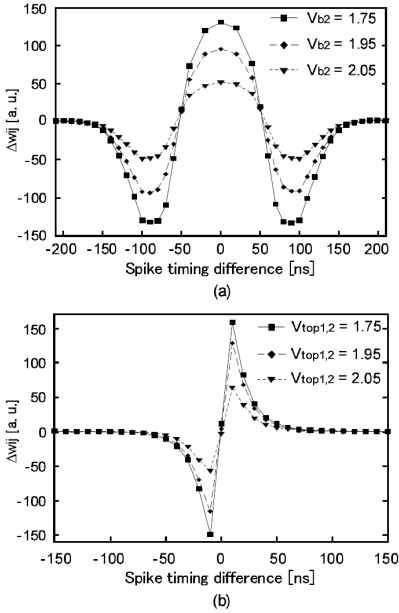 150
100
50
0
-50
-100
-150
Δwij [a. u.]
Vb2 = 1.75
Vb2 = 1.95
Vb2 = 2.05
-200 -150 -100 -50 0 50 100 150 200
Spike timing difference [ns]
(a)
150
100
50
0
-50
-100
-150
Δwij [a. u.]
Vtop1,2 = 1.75
Vtop1,2 = 1.95
Vtop1,2 = 2.05
-150 -100 -50 0 50 100 150
Spike timing difference [ns]
(b)